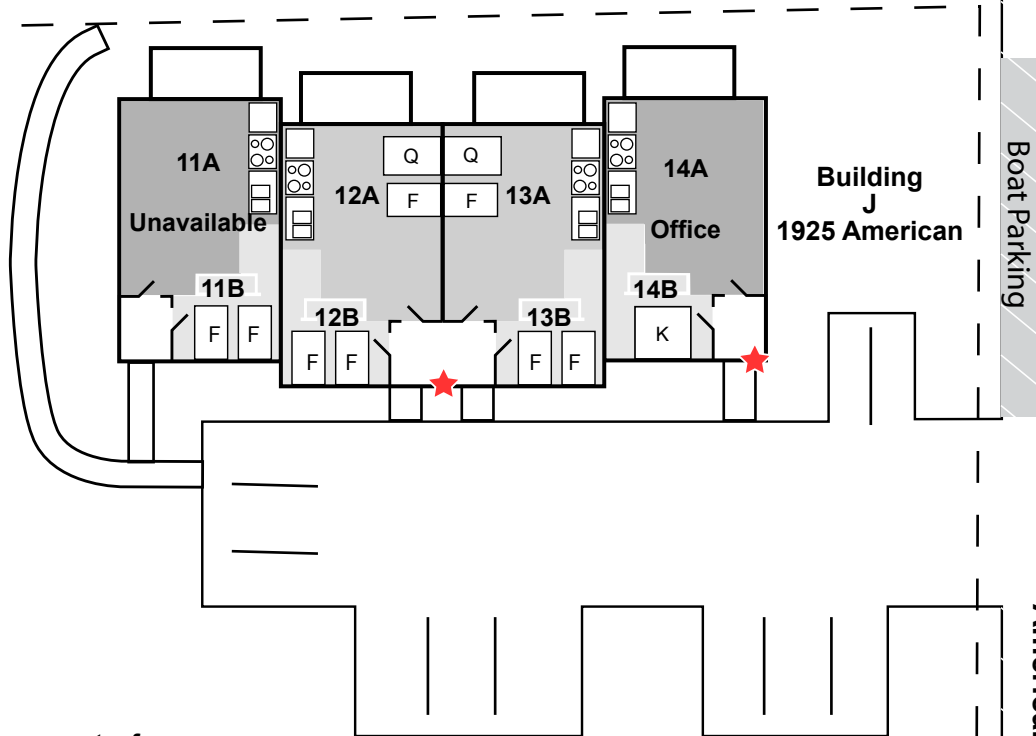 11A
Unavailable
11B
F F
12A
Q
F
12B
F F
13A
Q
F
13B
F F
14A
Office
14B
K
Building
J
1925 American
Boat Parking